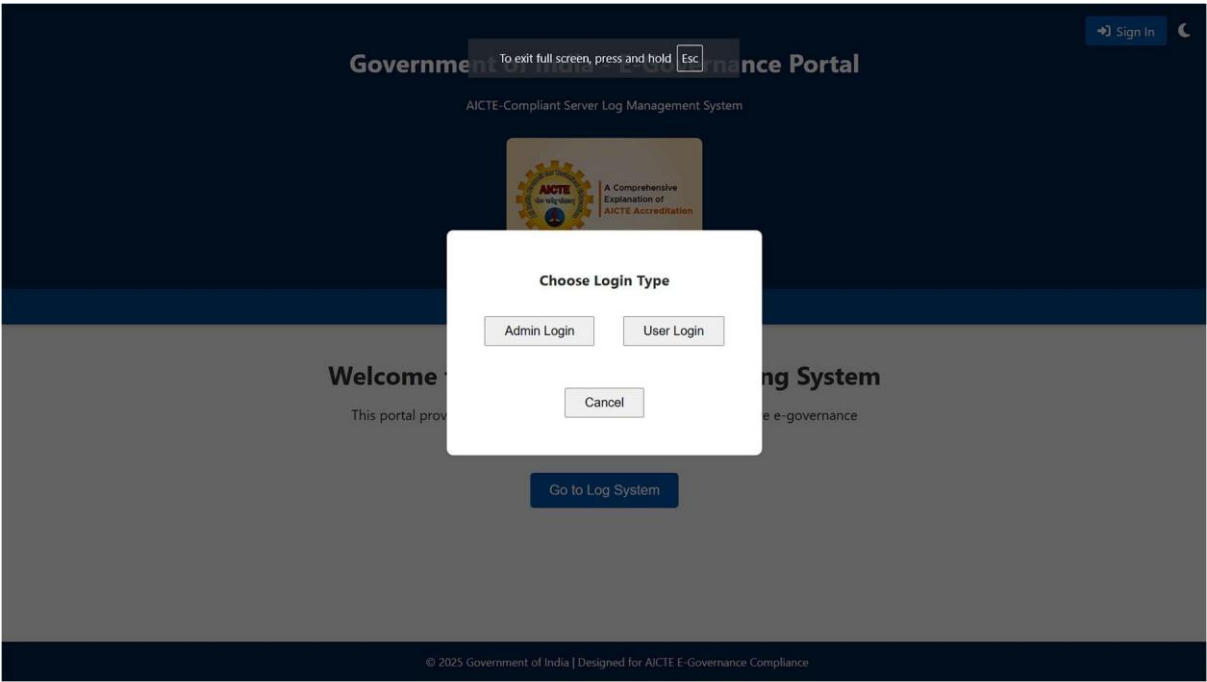 Sign In
To exit full screen, press and hold Esc
Government of India - E-Governance Portal
AICTE-Compliant Server Log Management System
AICTE
A Comprehensive
Explanation of
AICTE Accreditation
Choose Login Type
Admin Login User Login
Welcome ng System
This portal prov e e-governance
Cancel
Go to Log System
© 2025 Government of India | Designed for AICTE E-Governance Compliance